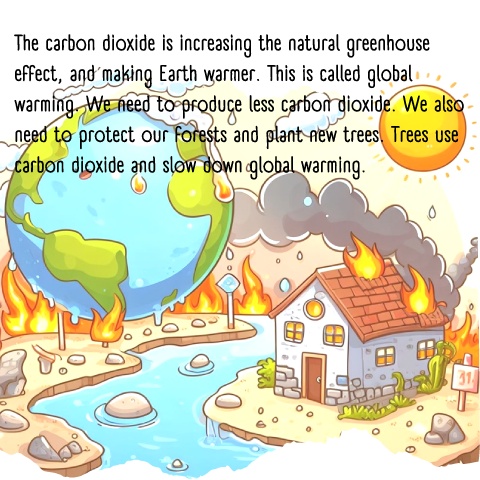 The carbon dioxide is increasing the natural greenhouse
effect, and making Earth warmer. This is called global
warming. We need to produce less carbon dioxide. We also
need to protect our forests and plant new trees. Trees use
carbon dioxide and slow down global warming.
31